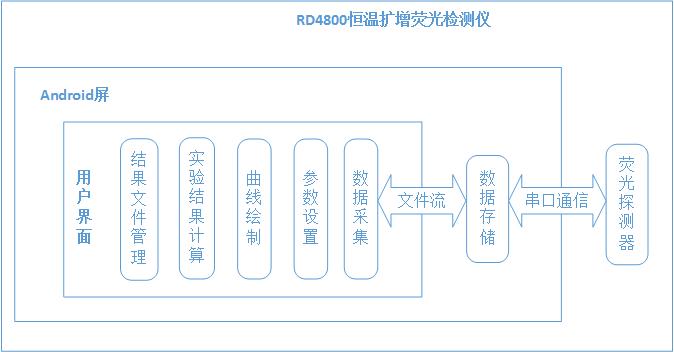 RD4800恒温扩增荧光检测仪
Android屏
用户界面
结果文件管理
实验结果计算
曲线绘制
参数设置
数据采集
文件流
数据存储
串口通信
荧光探测器